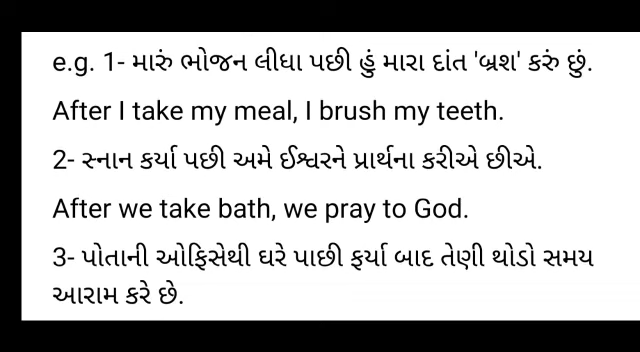 e.g. 1- મારું ભોજન લીધા પછી હું મારા દાંત 'બ્રશ' કરું છું.
After I take my meal, I brush my teeth.
2- સ્નાન કર્યા પછી અમે ઈશ્વરને પ્રાર્થના કરીએ છીએ.
After we take bath, we pray to God.
3- પોતાની ઓફિસેથી ઘરે પાછી ફર્યા બાદ તેણી થોડો સમય
આરામ કરે છે.